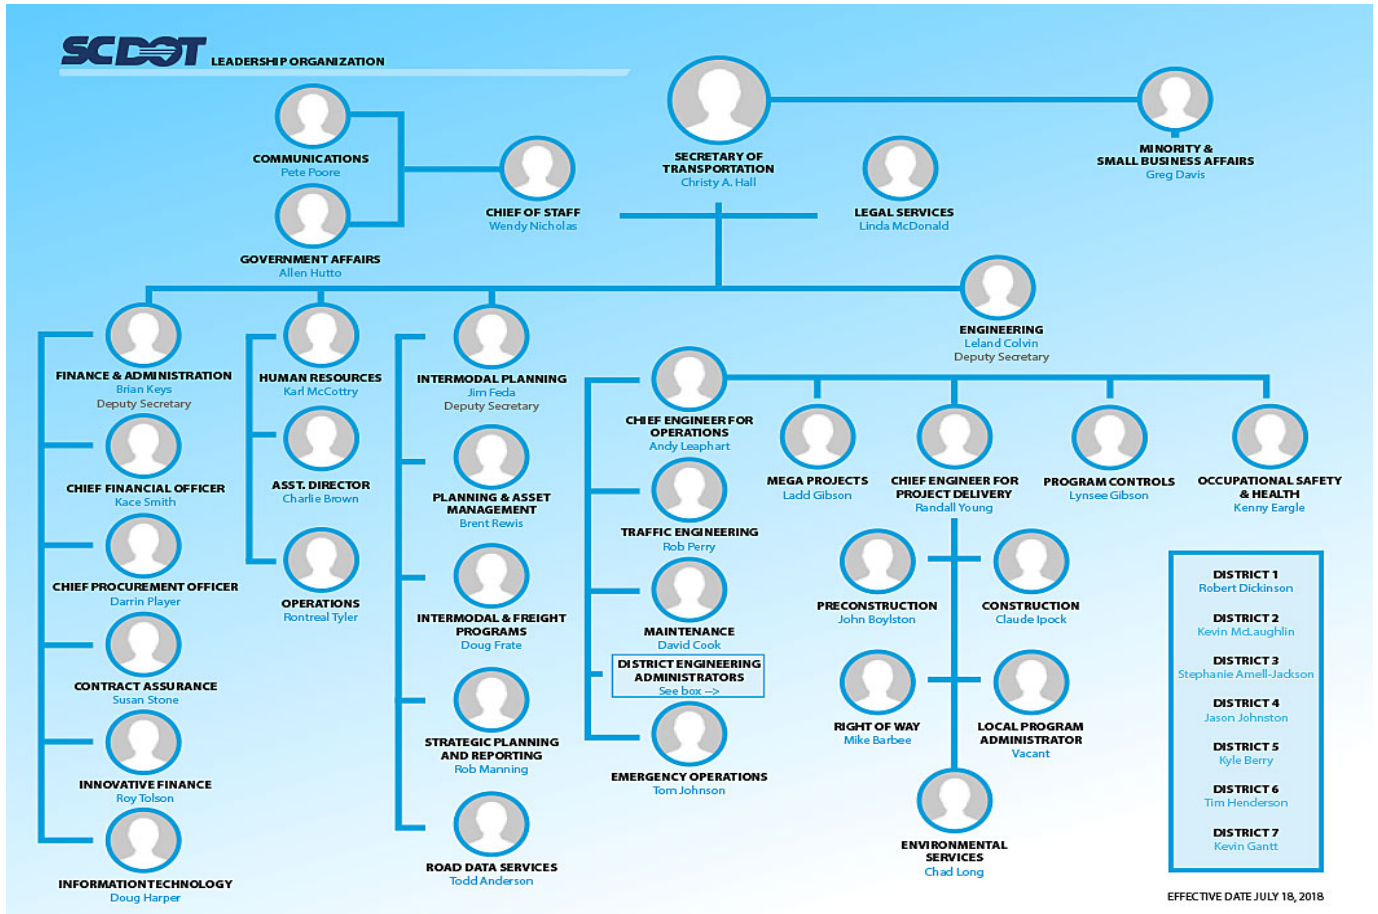 SCDOT LEADERSHIP ORGANIZATION
COMMUNICATIONS
Pete Poore
GOVERNMENT AFFAIRS
Allen Hutto
CHIEF OF STAFF
Wendy Nicholas
SECRETARY OF
TRANSPORTATION
Christy A. Hall
LEGAL SERVICES
Linda McDonald
MINORITY &
SMALL BUSINESS AFFAIRS
Greg Davis
ENGINEERING
Leland Colvin
Deputy Secretary
FINANCE & ADMINISTRATION
Brian Keys
Deputy Secretary
CHIEF FINANCIAL OFFICER
Kace Smith
CHIEF PROCUREMENT OFFICER
Darrin Player
CONTRACT ASSURANCE
Susan Stone
INNOVATIVE FINANCE
Roy Tolson
INFORMATION TECHNOLOGY
Doug Harper
HUMAN RESOURCES
Karl McCottry
ASST. DIRECTOR
Charlie Brown
OPERATIONS
Rontreal Tyler
INTERMODAL PLANNING
Jim Feda
Deputy Secretary
PLANNING & ASSET
MANAGEMENT
Brent Rewis
INTERMODAL & FREIGHT
PROGRAMS
Doug Frate
STRATEGIC PLANNING
AND REPORTING
Rob Manning
ROAD DATA SERVICES
Todd Anderson
CHIEF ENGINEER FOR
OPERATIONS
Andy Leaphart
TRAFFIC ENGINEERING
Rob Perry
MAINTENANCE
David Cook
DISTRICT ENGINEERING
ADMINISTRATORS
See box -->
EMERGENCY OPERATIONS
Tom Johnson
MEGA PROJECTS
Ladd Gibson
CHIEF ENGINEER FOR
PROJECT DELIVERY
Randall Young
PROGRAM CONTROLS
Lynsee Gibson
OCCUPATIONAL SAFETY
& HEALTH
Kenny Eargle
PRECONSTRUCTION
John Boylston
CONSTRUCTION
Claude Ipock
RIGHT OF WAY
Mike Barbee
LOCAL PROGRAM
ADMINISTRATOR
Vacant
ENVIRONMENTAL
SERVICES
Chad Long
DISTRICT 1
Robert Dickinson
DISTRICT 2
Kevin McLaughlin
DISTRICT 3
Stephanie Amell-Jackson
DISTRICT 4
Jason Johnston
DISTRICT 5
Kyle Berry
DISTRICT 6
Tim Henderson
DISTRICT 7
Kevin Gantt
EFFECTIVE DATE JULY 18, 2018